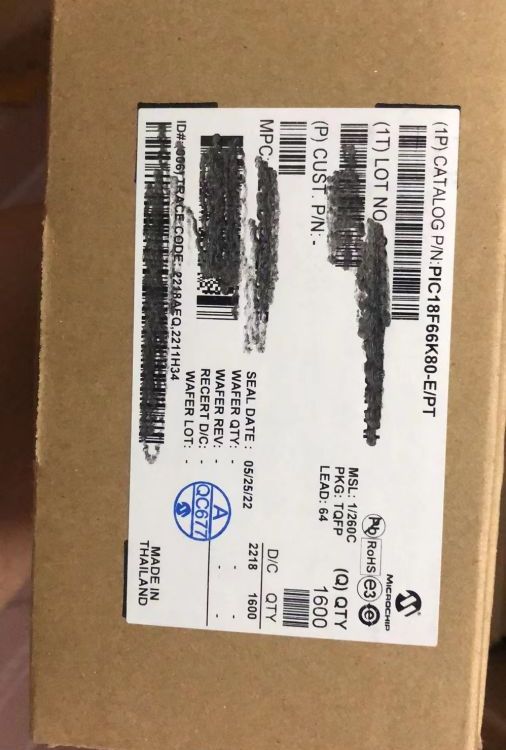 (1P) CATALOG P/N:PIC18F66K80-E/PT
(1T) LOT NO
(P) CUST. P/N:-
MPC
MICROCHIP
Pb RoHS e3 e
MSL: 1/260C
PKG: TQFP
LEAD: 64
(Q) QTY
1600
SEAL DATE : 05/25/22
WAFER QTY: -
WAFER REV: -
RECERT D/C: -
WAFER LOT: -
D/C QTY
2218 1600
- -
- -
A
QC677
ID#: TRACE CODE: 2218AEQ,2211H34
MADE IN
THAILAND